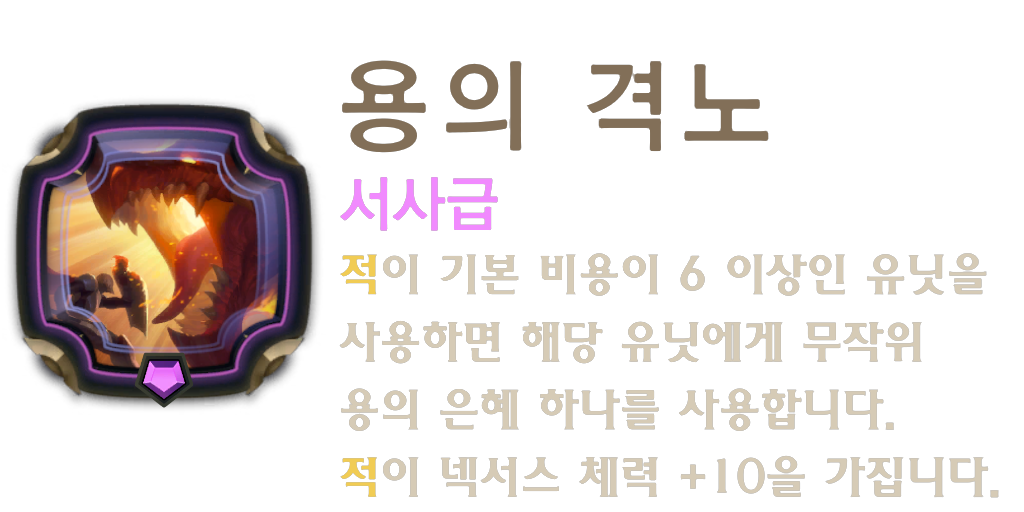 용의 격노
서사급
적이 기본 비용이 6 이상인 유닛을
사용하면 해당 유닛에게 무작위
용의 은혜 하나를 사용합니다.
적이 넥서스 체력 +10을 가집니다.